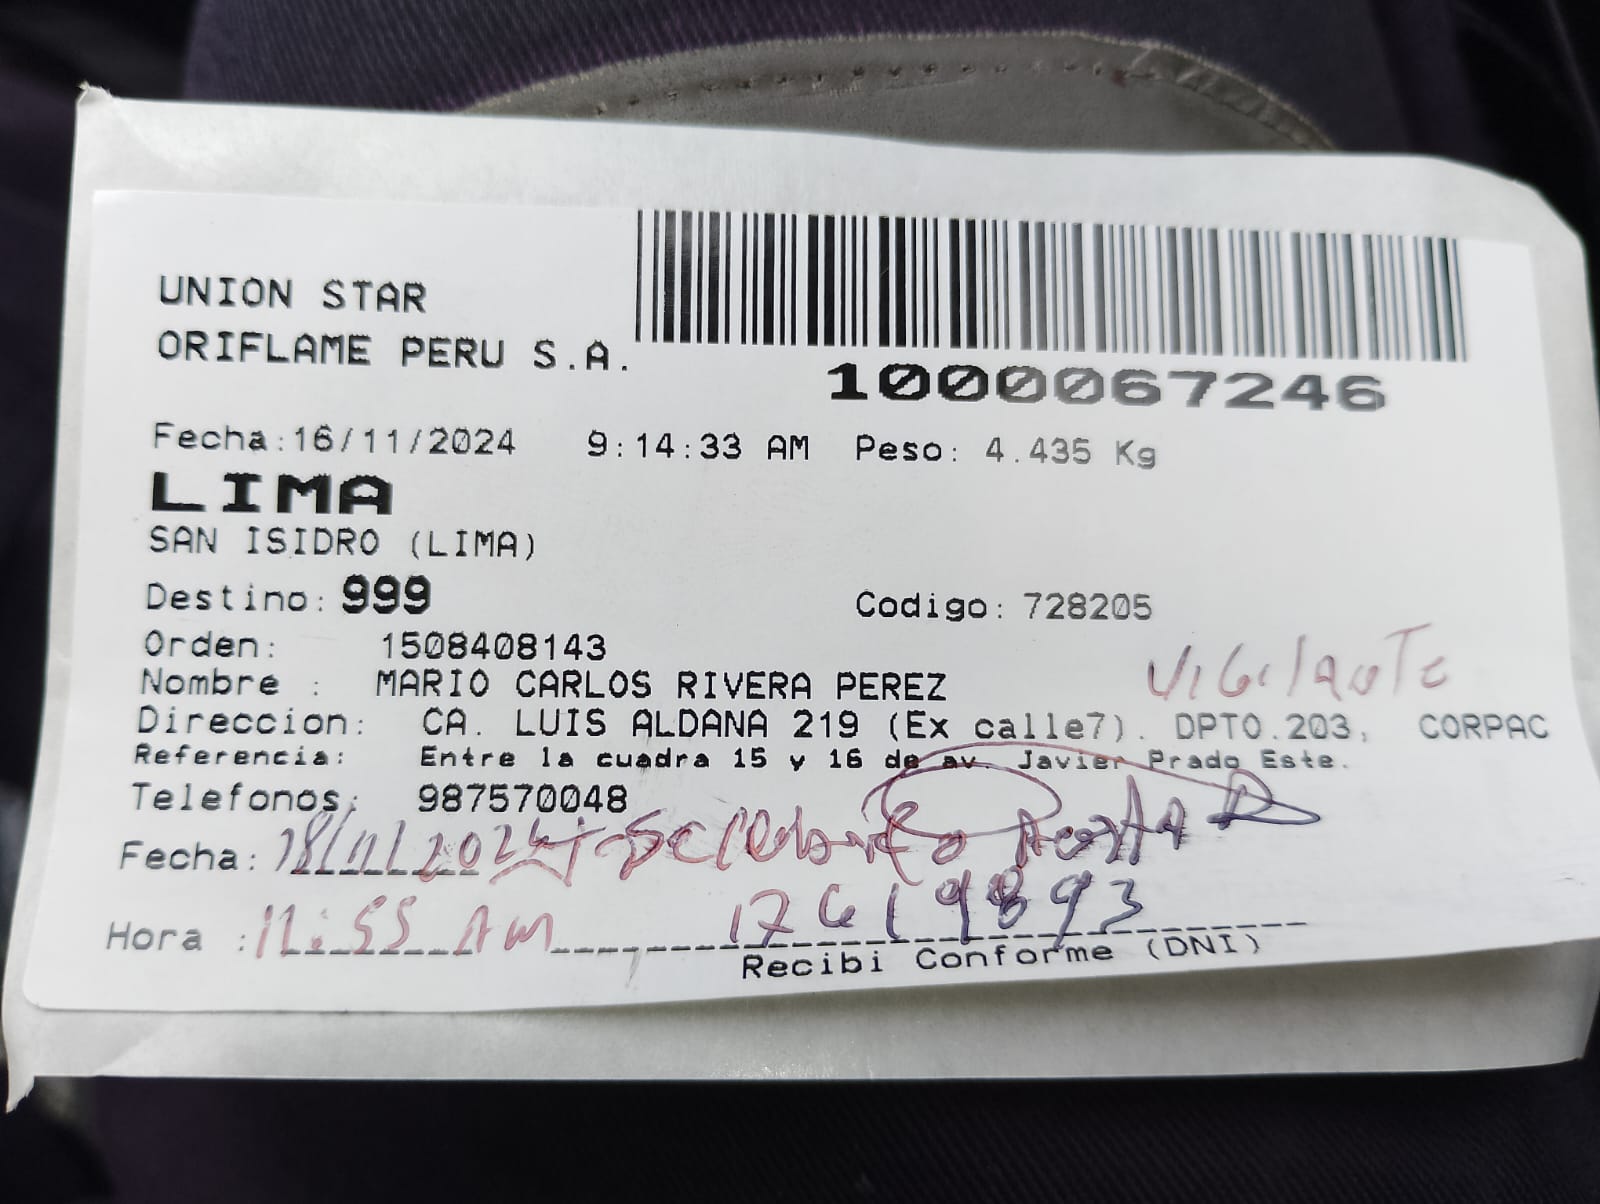 UNION STAR
ORIFLAME PERU S.A.
1000067246
Fecha:16/11/2024 9:14:33 AM Peso: 4.435 Kg
LIMA
SAN ISIDRO (LIMA)
Destino: 999 Codigo: 728205
Orden: 1508408143
Nombre : MARIO CARLOS RIVERA PEREZ ViGilanTe
Direccion: CA. LUIS ALDANA 219 (Ex calle7). DPTO.203, CORPAC
Referencia: Entre la cuadra 15 y 16 de av. Javier Prado Este.
Telefonos: 987570048
Fecha: 18/11/2024 Acosta
Hora : 11:55 AM 17619893
Recibi Conforme (DNI)